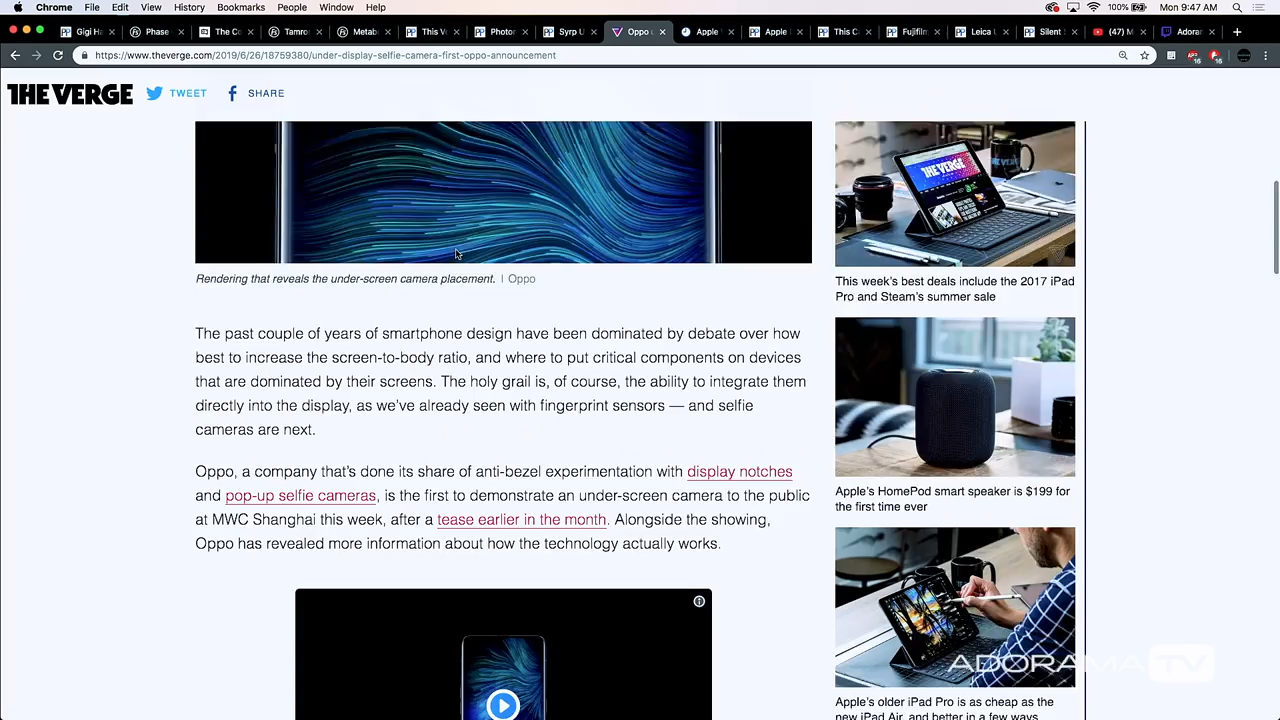 Chrome File Edit View History Bookmarks People Window Help 100% Mon 9:47 AM
Gigi H Phase The C Tamro Metab This V Photo Syrp U Oppo Apple Apple This C Fujifilm Leica Silent (47) M Adora
https://www.theverge.com/2019/6/26/18759380/under-display-selfie-camera-first-oppo-announcement
THE VERGE TWEET SHARE
Rendering that reveals the under-screen camera placement. | Oppo
The past couple of years of smartphone design have been dominated by debate over how
best to increase the screen-to-body ratio, and where to put critical components on devices
that are dominated by their screens. The holy grail is, of course, the ability to integrate them
directly into the display, as we've already seen with fingerprint sensors — and selfie
cameras are next.
Oppo, a company that's done its share of anti-bezel experimentation with display notches
and pop-up selfie cameras, is the first to demonstrate an under-screen camera to the public
at MWC Shanghai this week, after a tease earlier in the month. Alongside the showing,
Oppo has revealed more information about how the technology actually works.
THE VERGE
This week's best deals include the 2017 iPad
Pro and Steam's summer sale
Apple's HomePod smart speaker is $199 for
the first time ever
Apple's older iPad Pro is as cheap as the
new iPad Air, and better in a few ways
ADORAMA TV